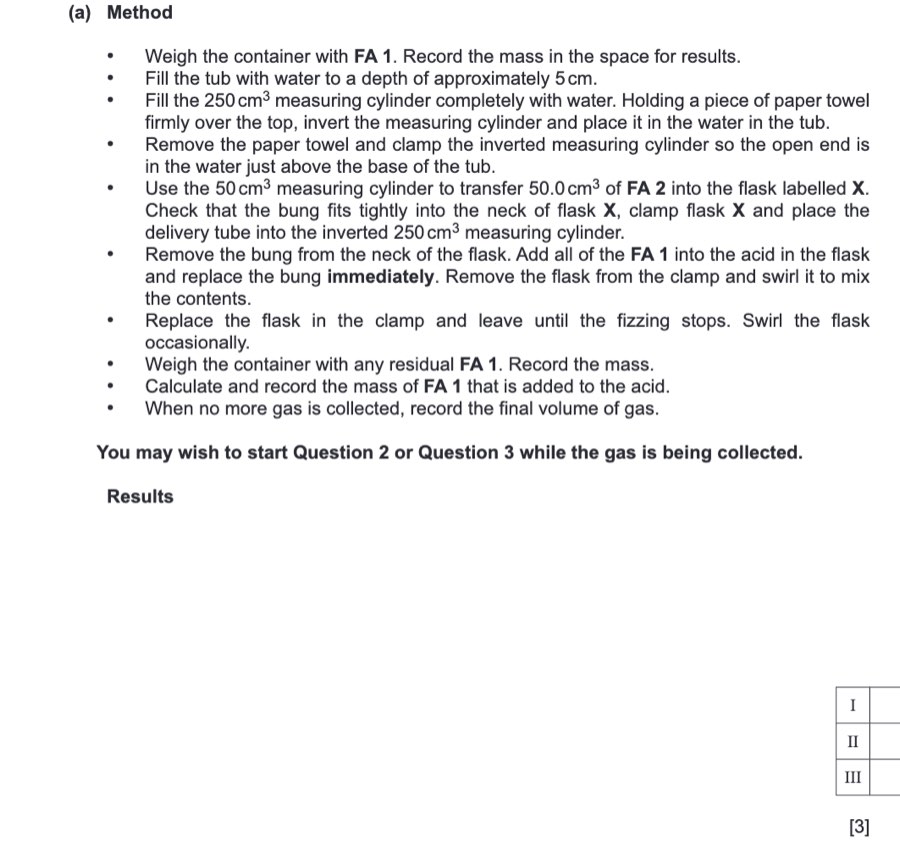 (a) Method
• Weigh the container with FA 1. Record the mass in the space for results.
• Fill the tub with water to a depth of approximately 5 cm.
• Fill the 250 cm³ measuring cylinder completely with water. Holding a piece of paper towel
firmly over the top, invert the measuring cylinder and place it in the water in the tub.
• Remove the paper towel and clamp the inverted measuring cylinder so the open end is
in the water just above the base of the tub.
• Use the 50 cm³ measuring cylinder to transfer 50.0 cm³ of FA 2 into the flask labelled X.
Check that the bung fits tightly into the neck of flask X, clamp flask X and place the
delivery tube into the inverted 250 cm³ measuring cylinder.
• Remove the bung from the neck of the flask. Add all of the FA 1 into the acid in the flask
and replace the bung immediately. Remove the flask from the clamp and swirl it to mix
the contents.
• Replace the flask in the clamp and leave until the fizzing stops. Swirl the flask
occasionally.
• Weigh the container with any residual FA 1. Record the mass.
• Calculate and record the mass of FA 1 that is added to the acid.
• When no more gas is collected, record the final volume of gas.
You may wish to start Question 2 or Question 3 while the gas is being collected.
Results
I
II
III
[3]